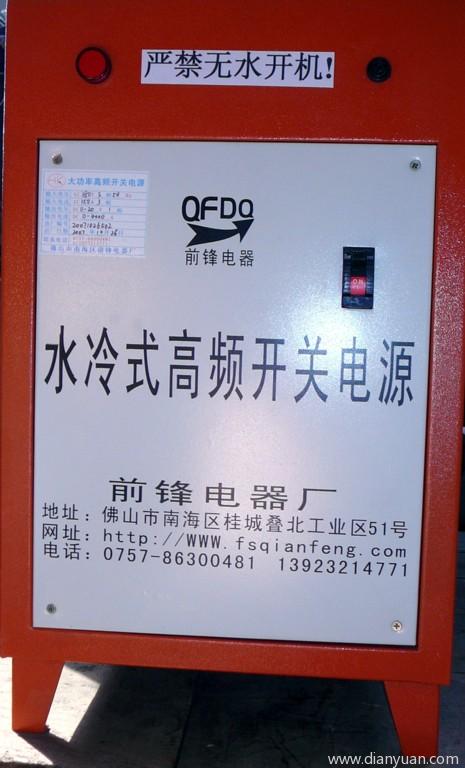 严禁无水开机!
大功率高频开关电源
QFDQ
前锋电器
ON
水冷式高频开关电源
前锋电器厂
地址：佛山市南海区桂城叠北工业区51号
网址：http://WWW.fsqianfeng.com
电话：0757-86300481 13923214771
www.dianyuan.com